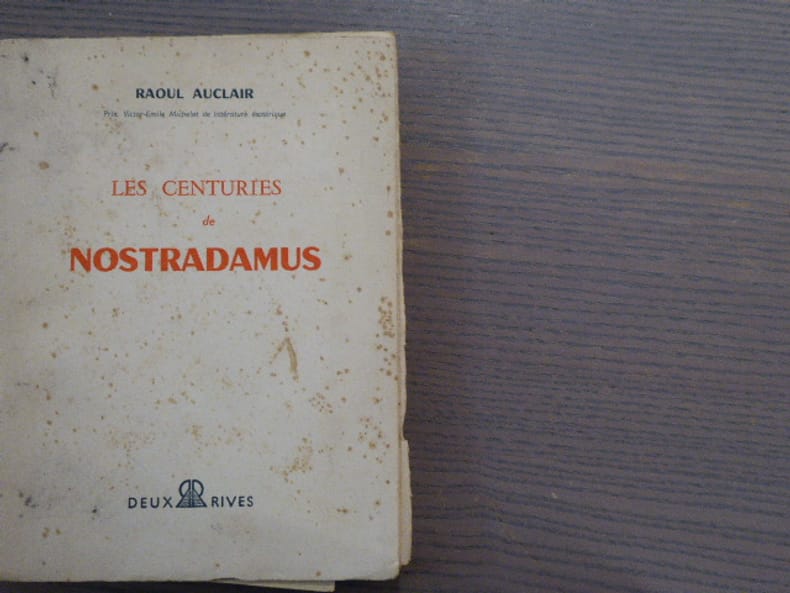 RAOUL AUCLAIR
Prix Victor-Emile Michelet de littérature ésotérique
LES CENTURIES
de
NOSTRADAMUS
DEUX RIVES